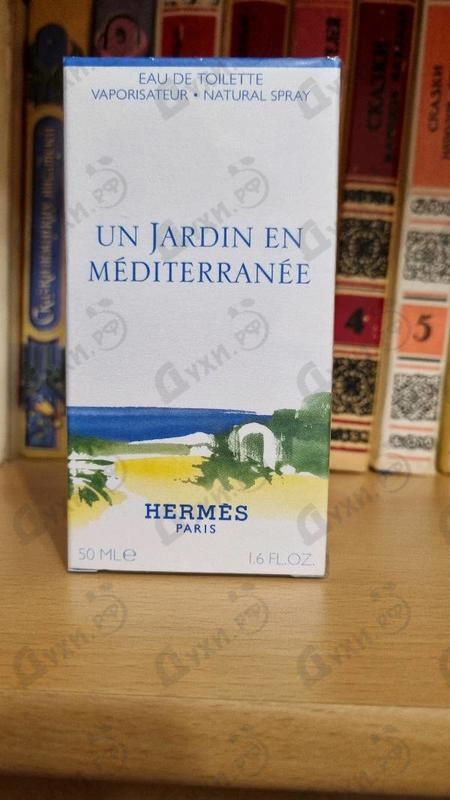 EAU DE TOILETTE
VAPORISATEUR • NATURAL SPRAY
UN JARDIN EN
MÉDITERRANÉE
HERMÈS
PARIS
50 ML℮
1.6 FL.OZ.
СКАЗКИ
СКАЗКИ
4
5
Духи.рф